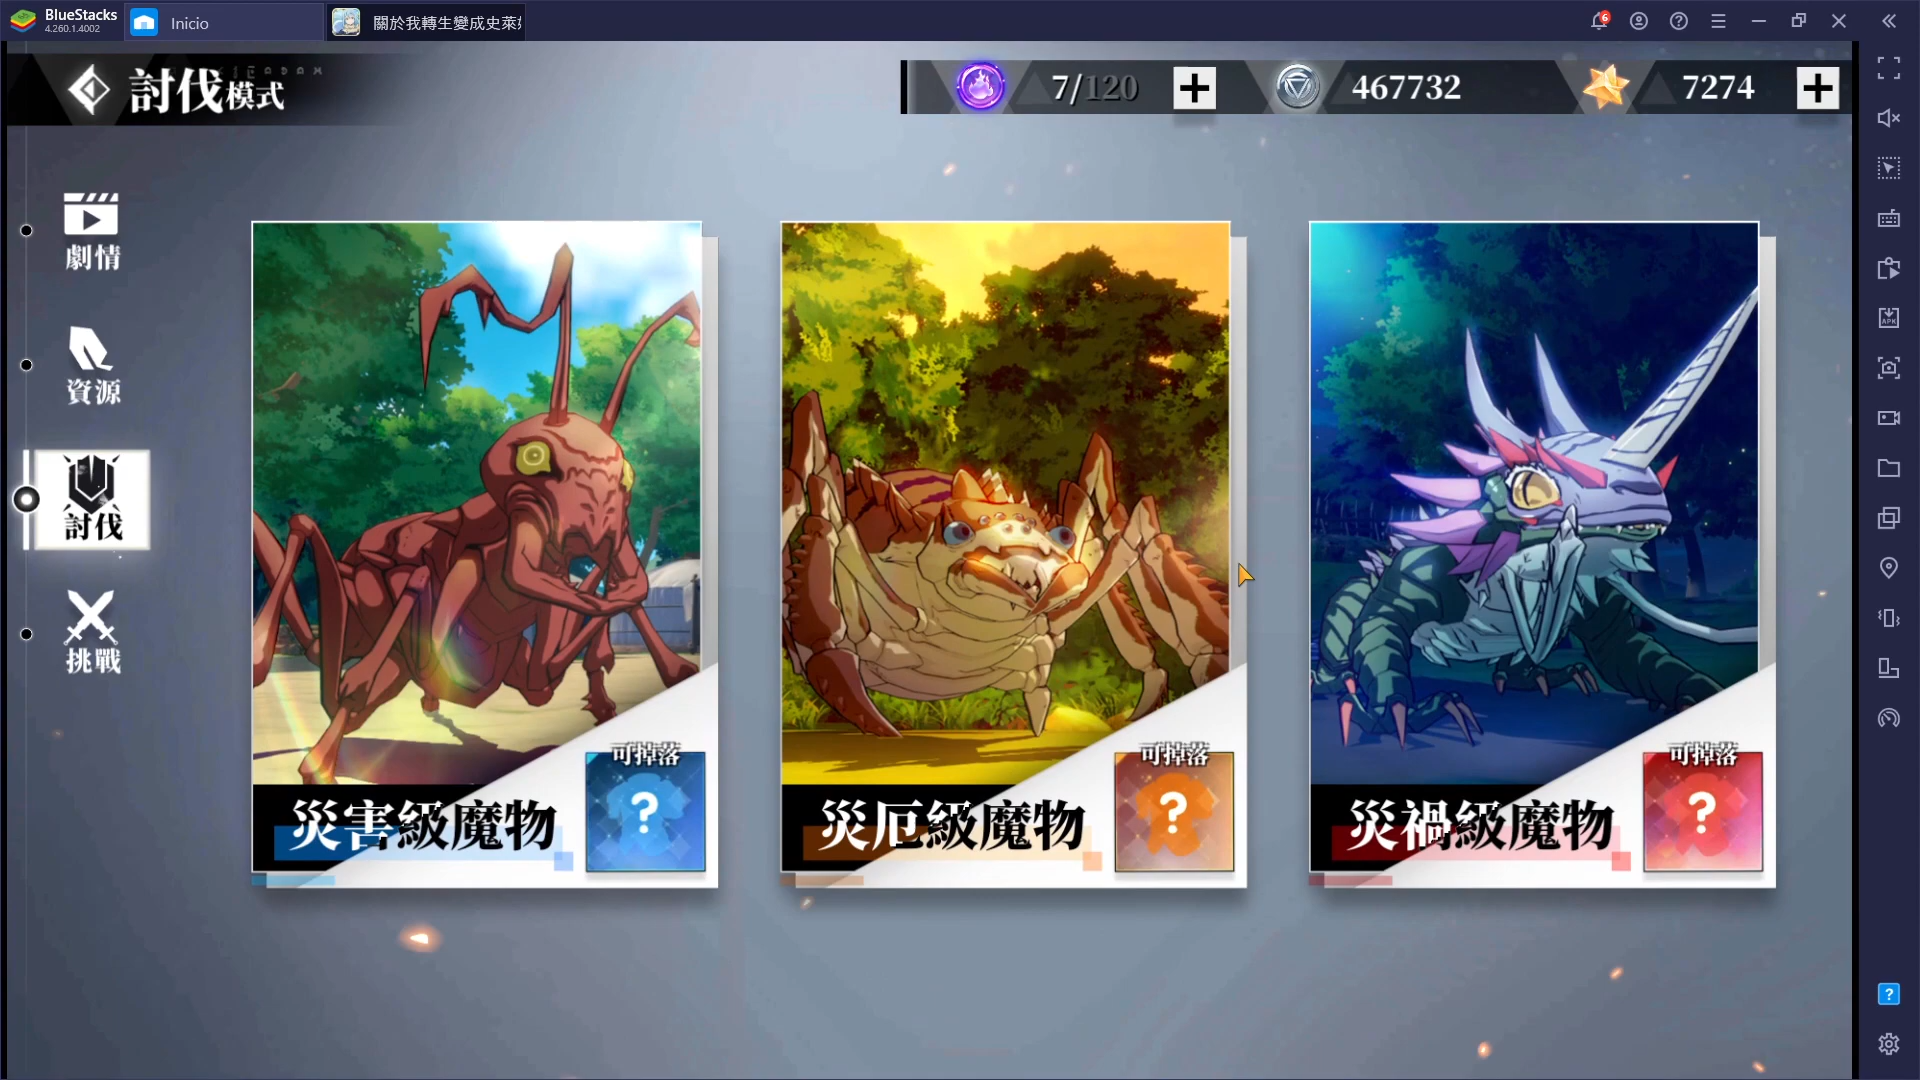 BlueStacks
4.260.1.4002
Inicio
關於我轉生變成史萊
6
討伐模式
7/120
467732
7274
劇情
資源
討伐
挑戰
可掉落
災害級魔物
可掉落
災厄級魔物
可掉落
災禍級魔物